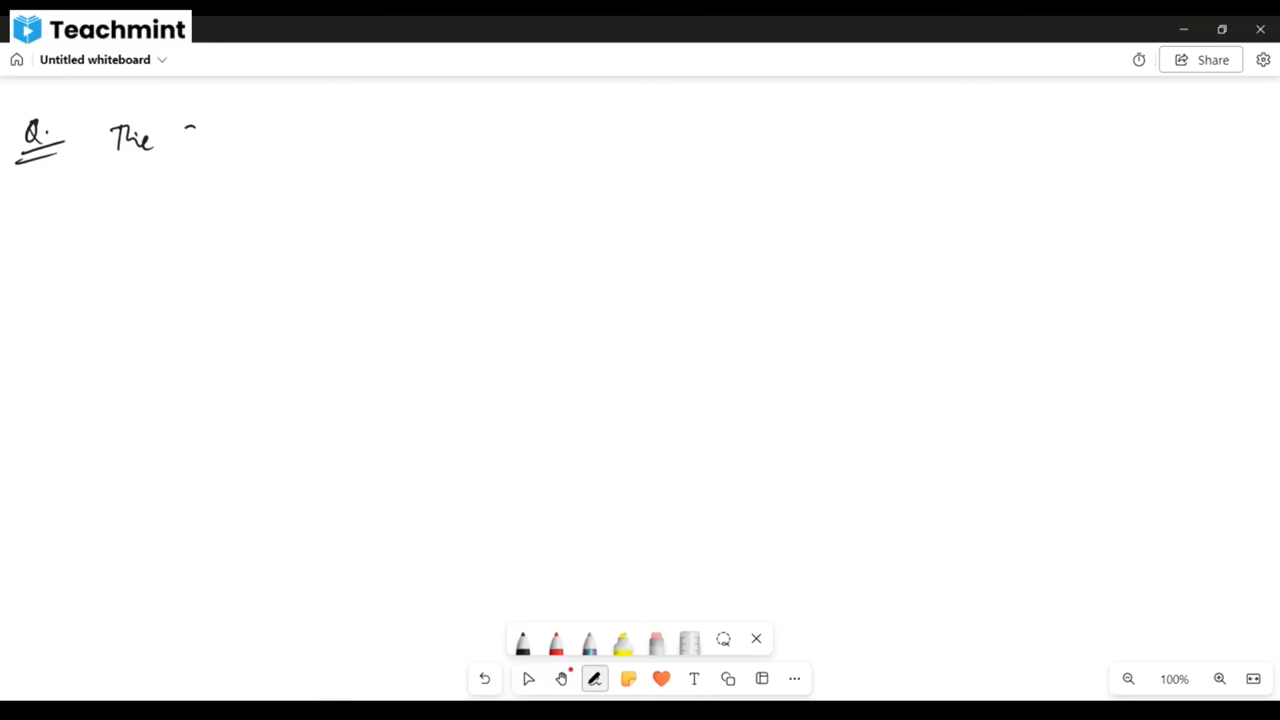 Teachmint
Untitled whiteboard
Share
Q. The
T
100%